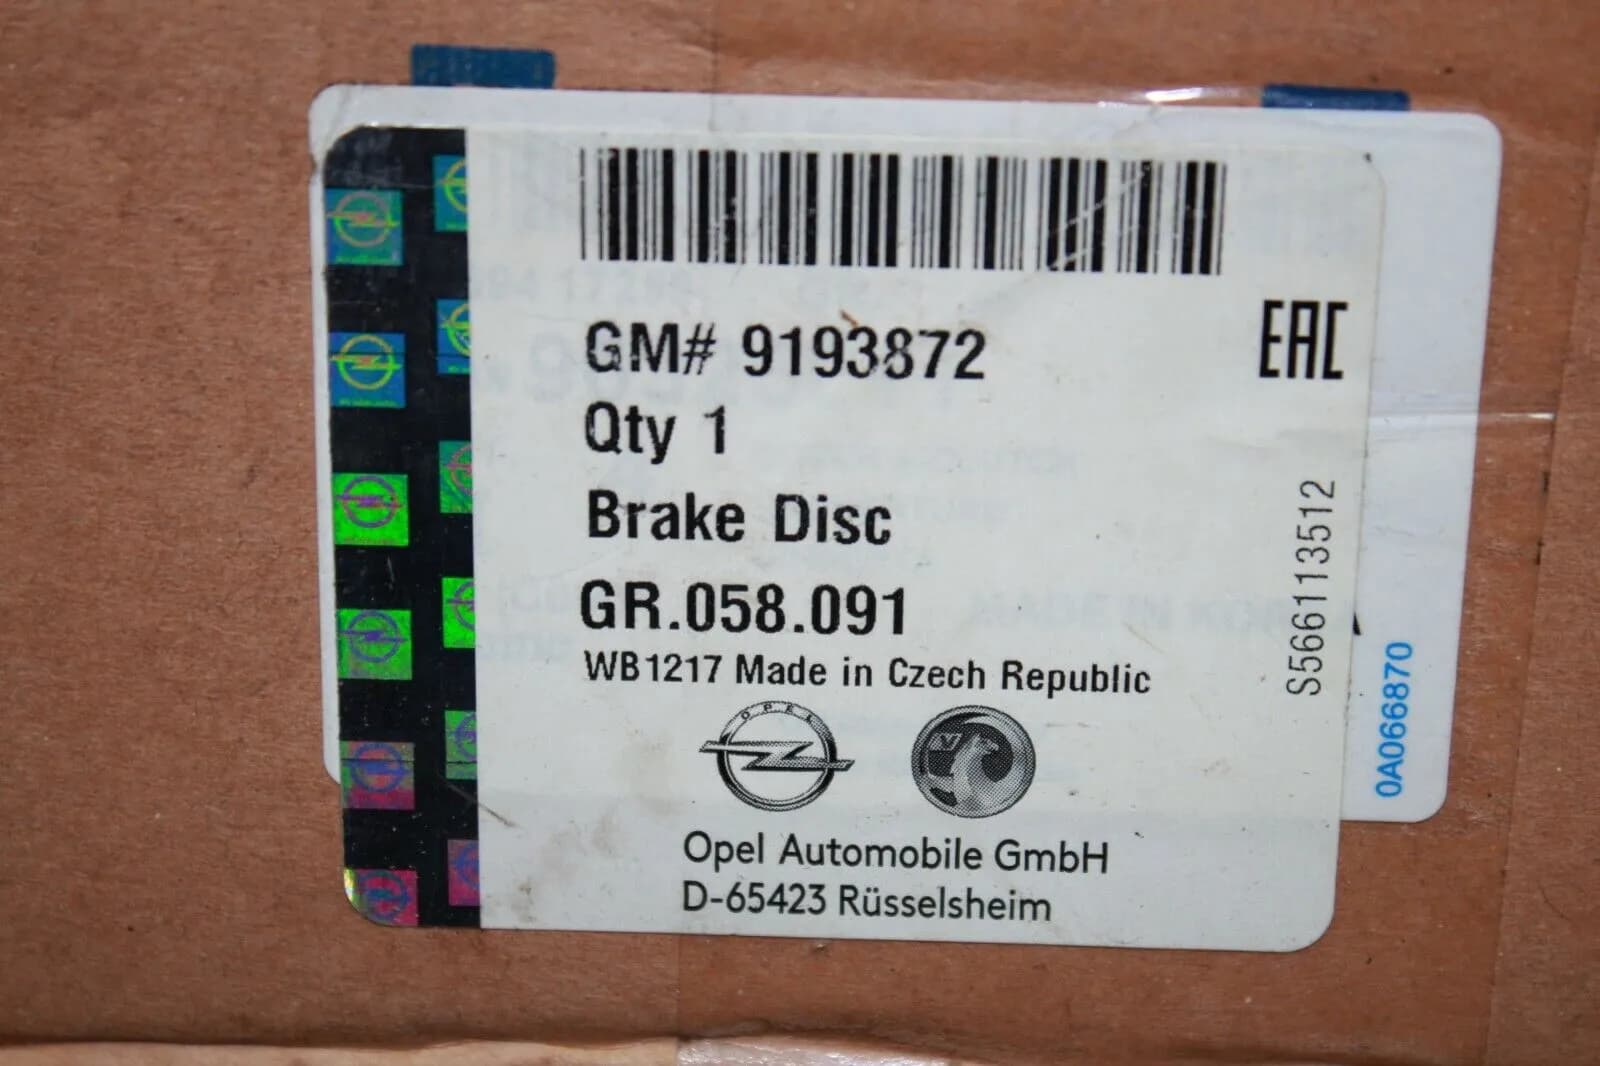 GM# 9193872
Qty 1
Brake Disc
GR.058.091
WB1217 Made in Czech Republic
OPEL
V
Opel Automobile GmbH
D-65423 Rüsselsheim
EAC
S566113512
0A066870